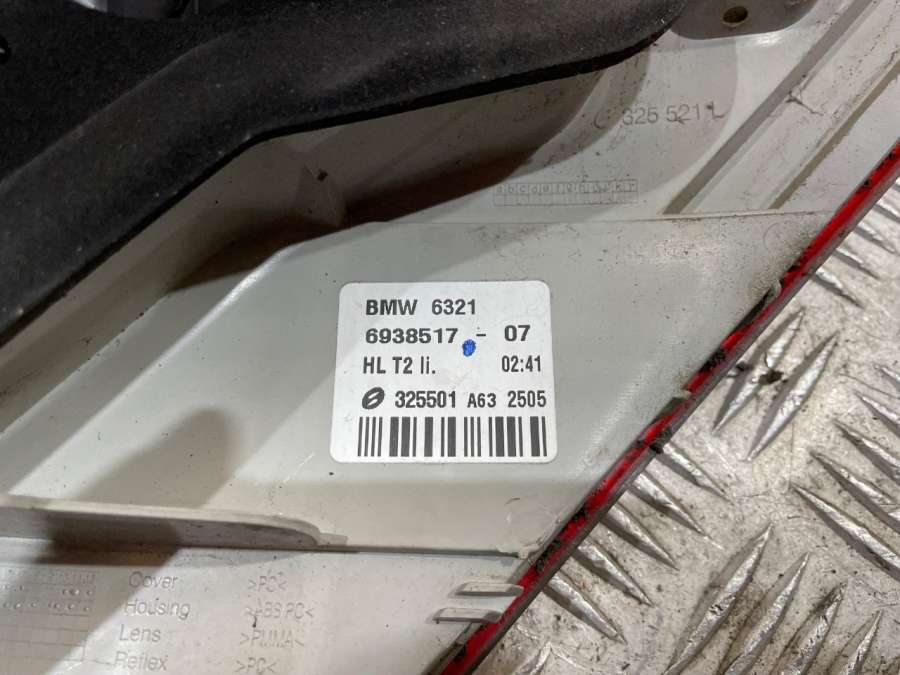 325 521 L
BMW 6321
6938517 - 07
HL T2 li. 02:41
325501 A63 2505
Cover >PC<
Housing >ABS PC<
Lens >PMMA<
Reflex >PC<